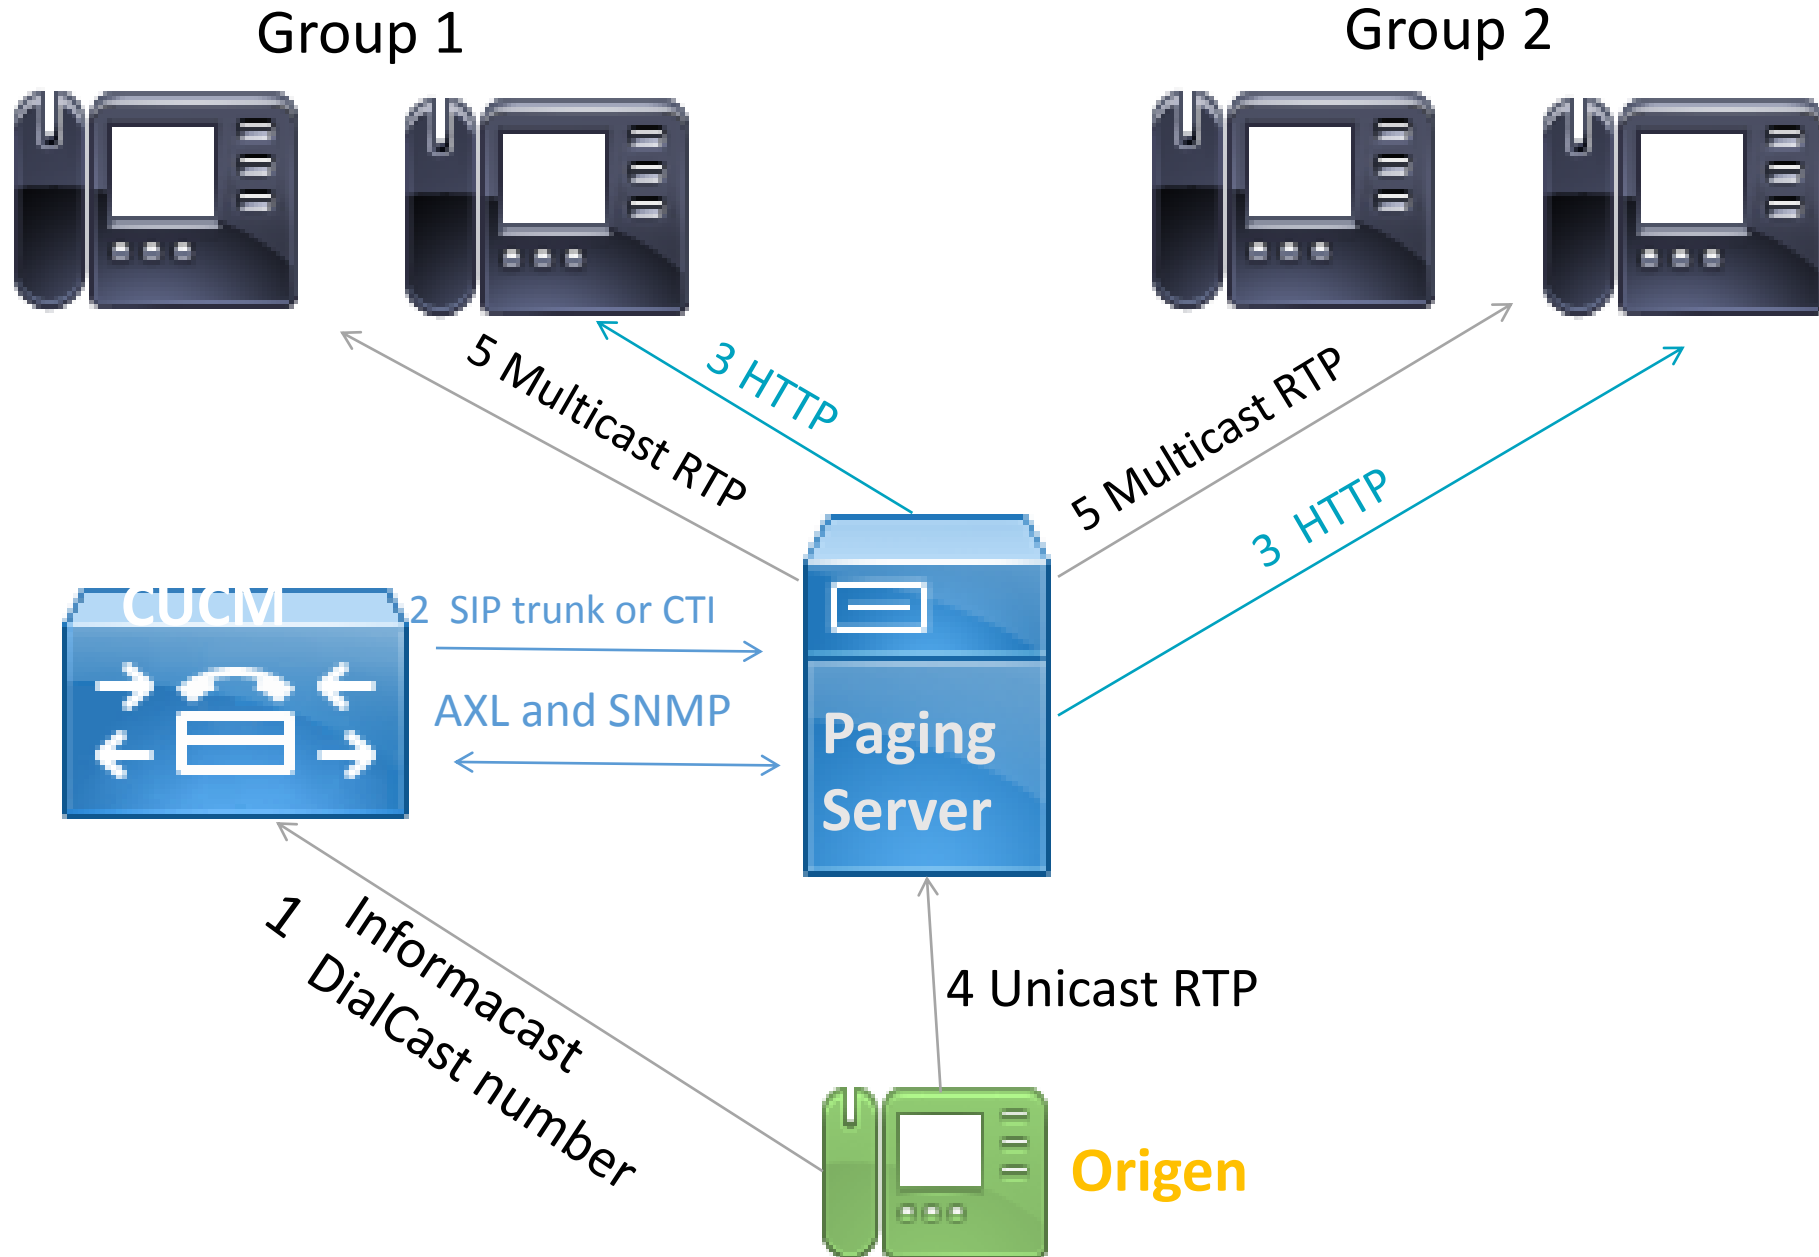 Group 1
Group 2
5 Multicast RTP
3 HTTP
5 Multicast RTP
3 HTTP
CUCM
2 SIP trunk or CTI
AXL and SNMP
Paging
Server
1 Informacast
DialCast number
4 Unicast RTP
Origen